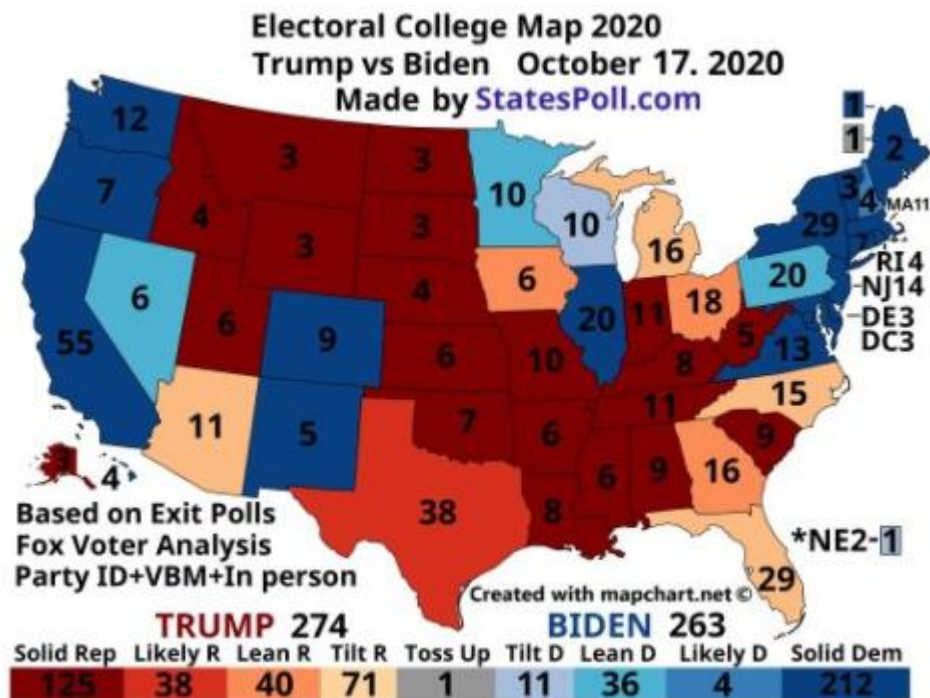 Electoral College Map 2020
Trump vs Biden October 17. 2020
Made by StatesPoll.com
1
12
3
3
1
2
10
3
4
7
10
MA11
4
3
3
29
7
16
RI4
6
20
NJ14
6
4
18
DE3
6
9
20
11
5
DC3
55
6
10
8
13
15
11
5
7
11
9
6
3
4
38
6
9
16
8
Based on Exit Polls
Fox Voter Analysis
Party ID+VBM+In person
*NE2-1
29
Created with mapchart.net ©
TRUMP 274 BIDEN 263
Solid Rep Likely R Lean R Tilt R Toss Up Tilt D Lean D Likely D Solid Dem
125 38 40 71 1 11 36 4 212